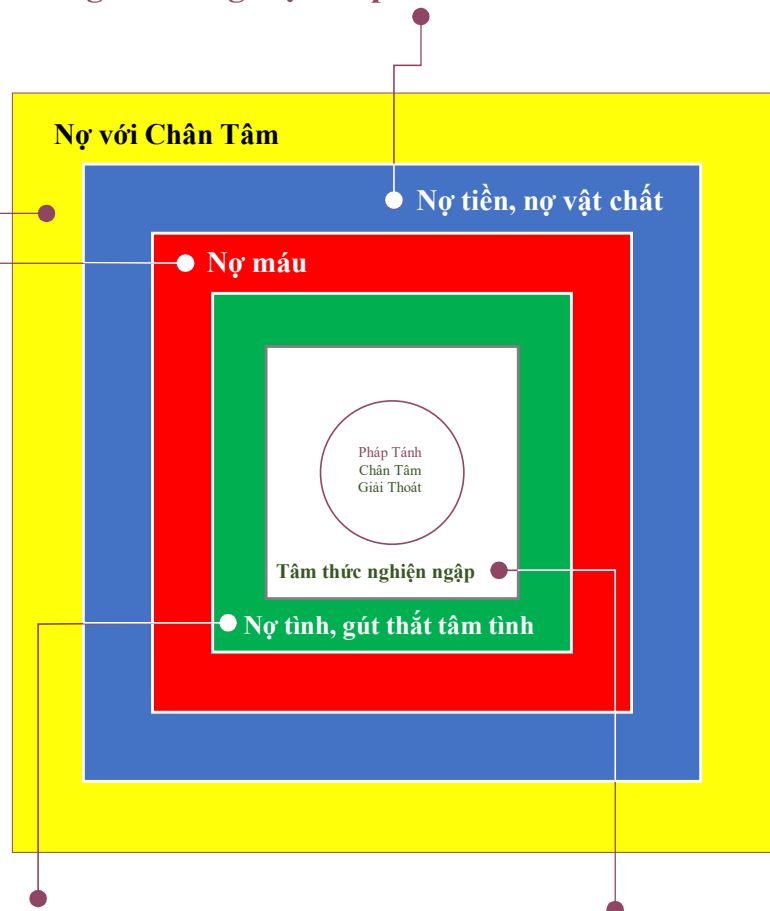 Nợ với Chân Tâm
Nợ tiền, nợ vật chất
Nợ máu
Pháp Tánh
Chân Tâm
Giải Thoát
Tâm thức nghiện ngập
Nợ tình, gút thắt tâm tình